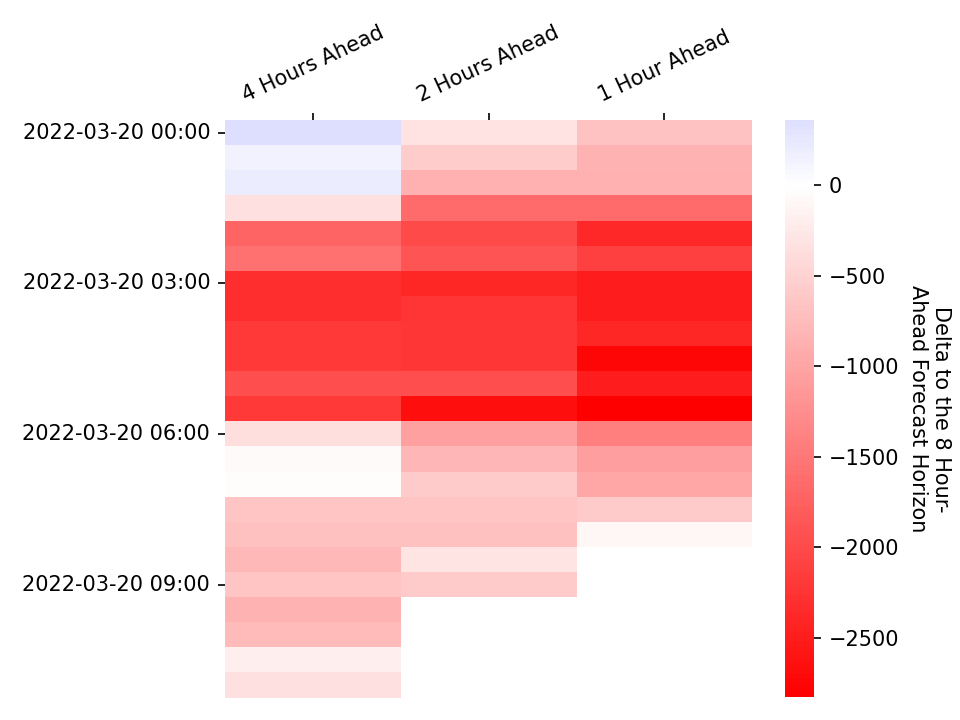 4 Hours Ahead
2 Hours Ahead
1 Hour Ahead
2022-03-20 00:00
2022-03-20 03:00
2022-03-20 06:00
2022-03-20 09:00
0
−500
−1000
−1500
−2000
−2500
Delta to the 8 Hour-
Ahead Forecast Horizon